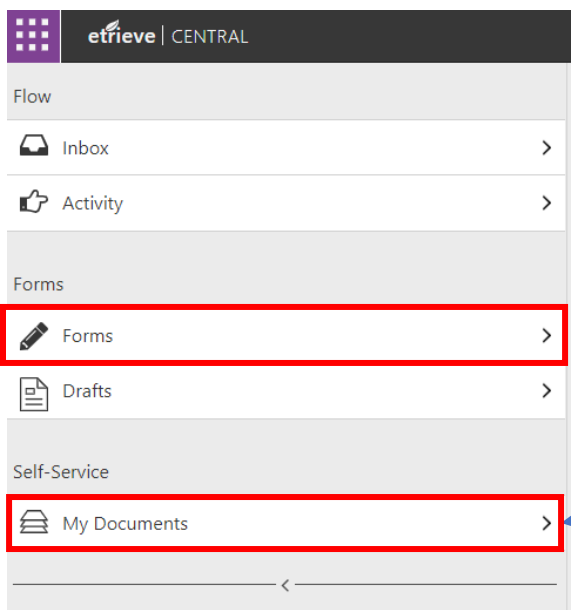 etrieve | CENTRAL
Flow
Inbox
Activity
Forms
Forms
Drafts
Self-Service
My Documents